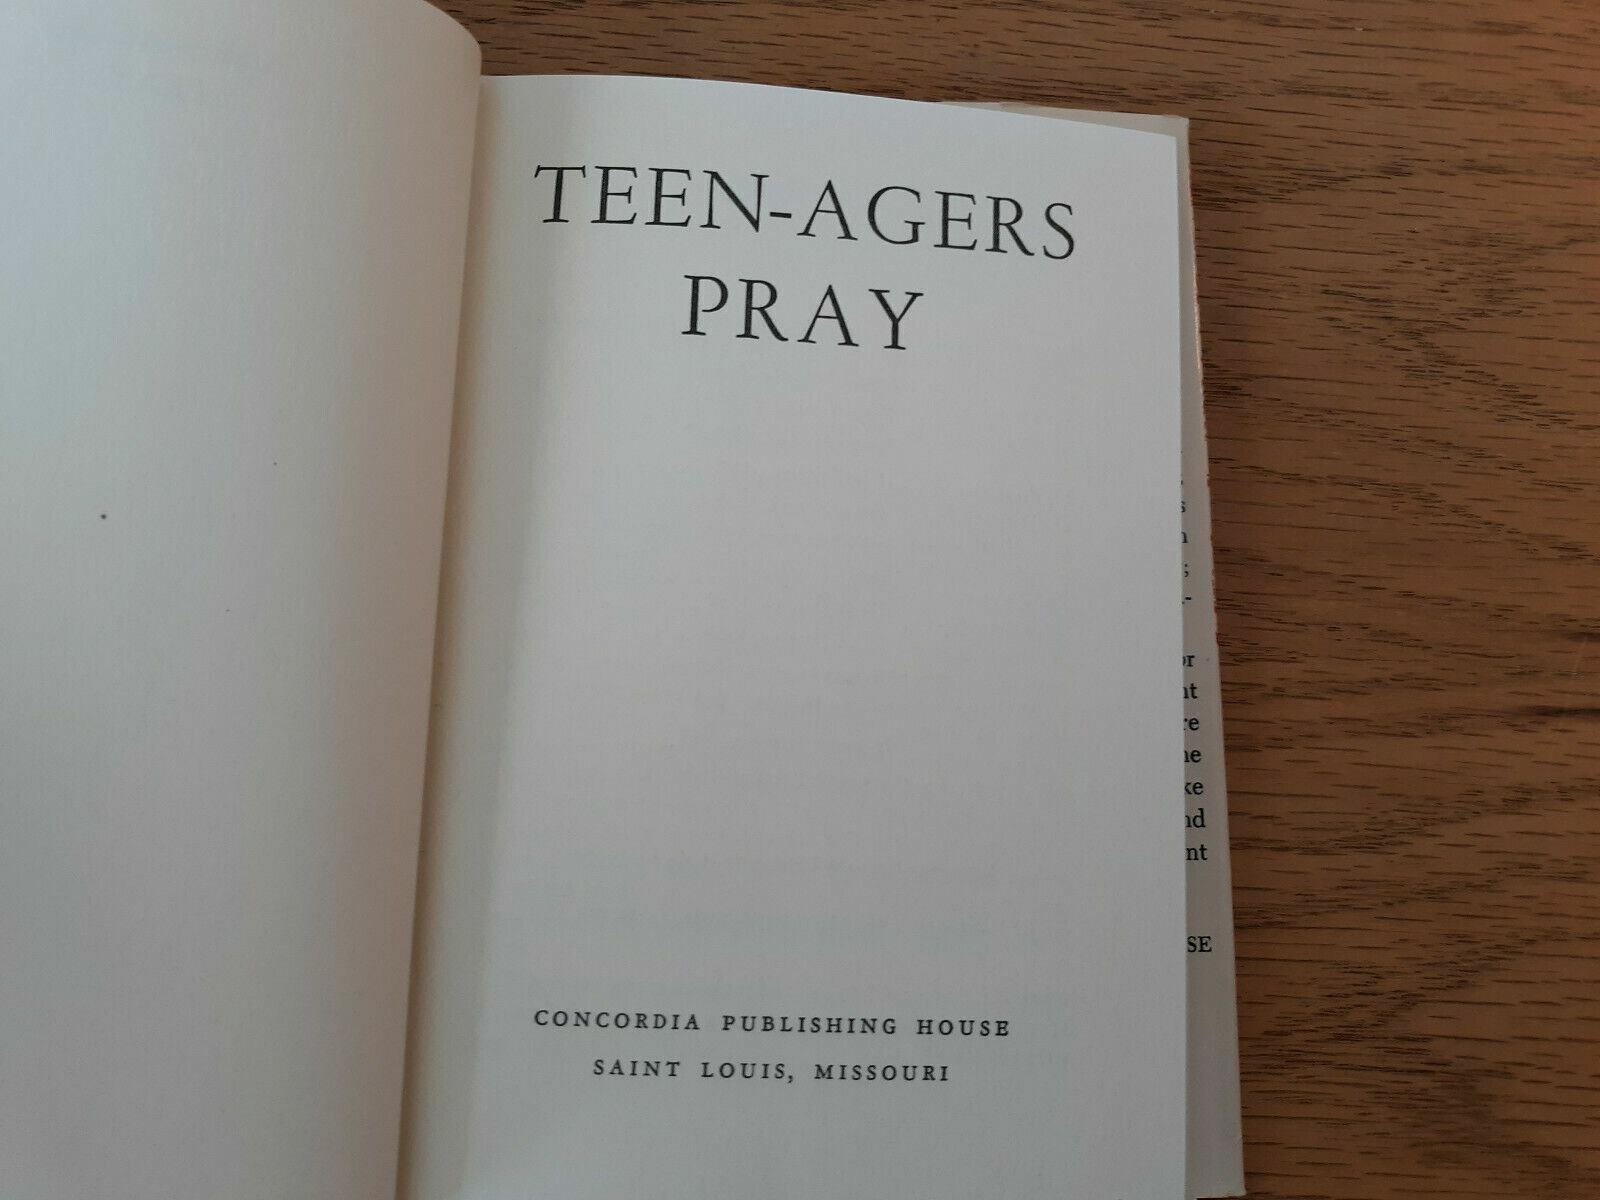 TEEN-AGERS
PRAY
CONCORDIA PUBLISHING HOUSE
SAINT LOUIS, MISSOURI